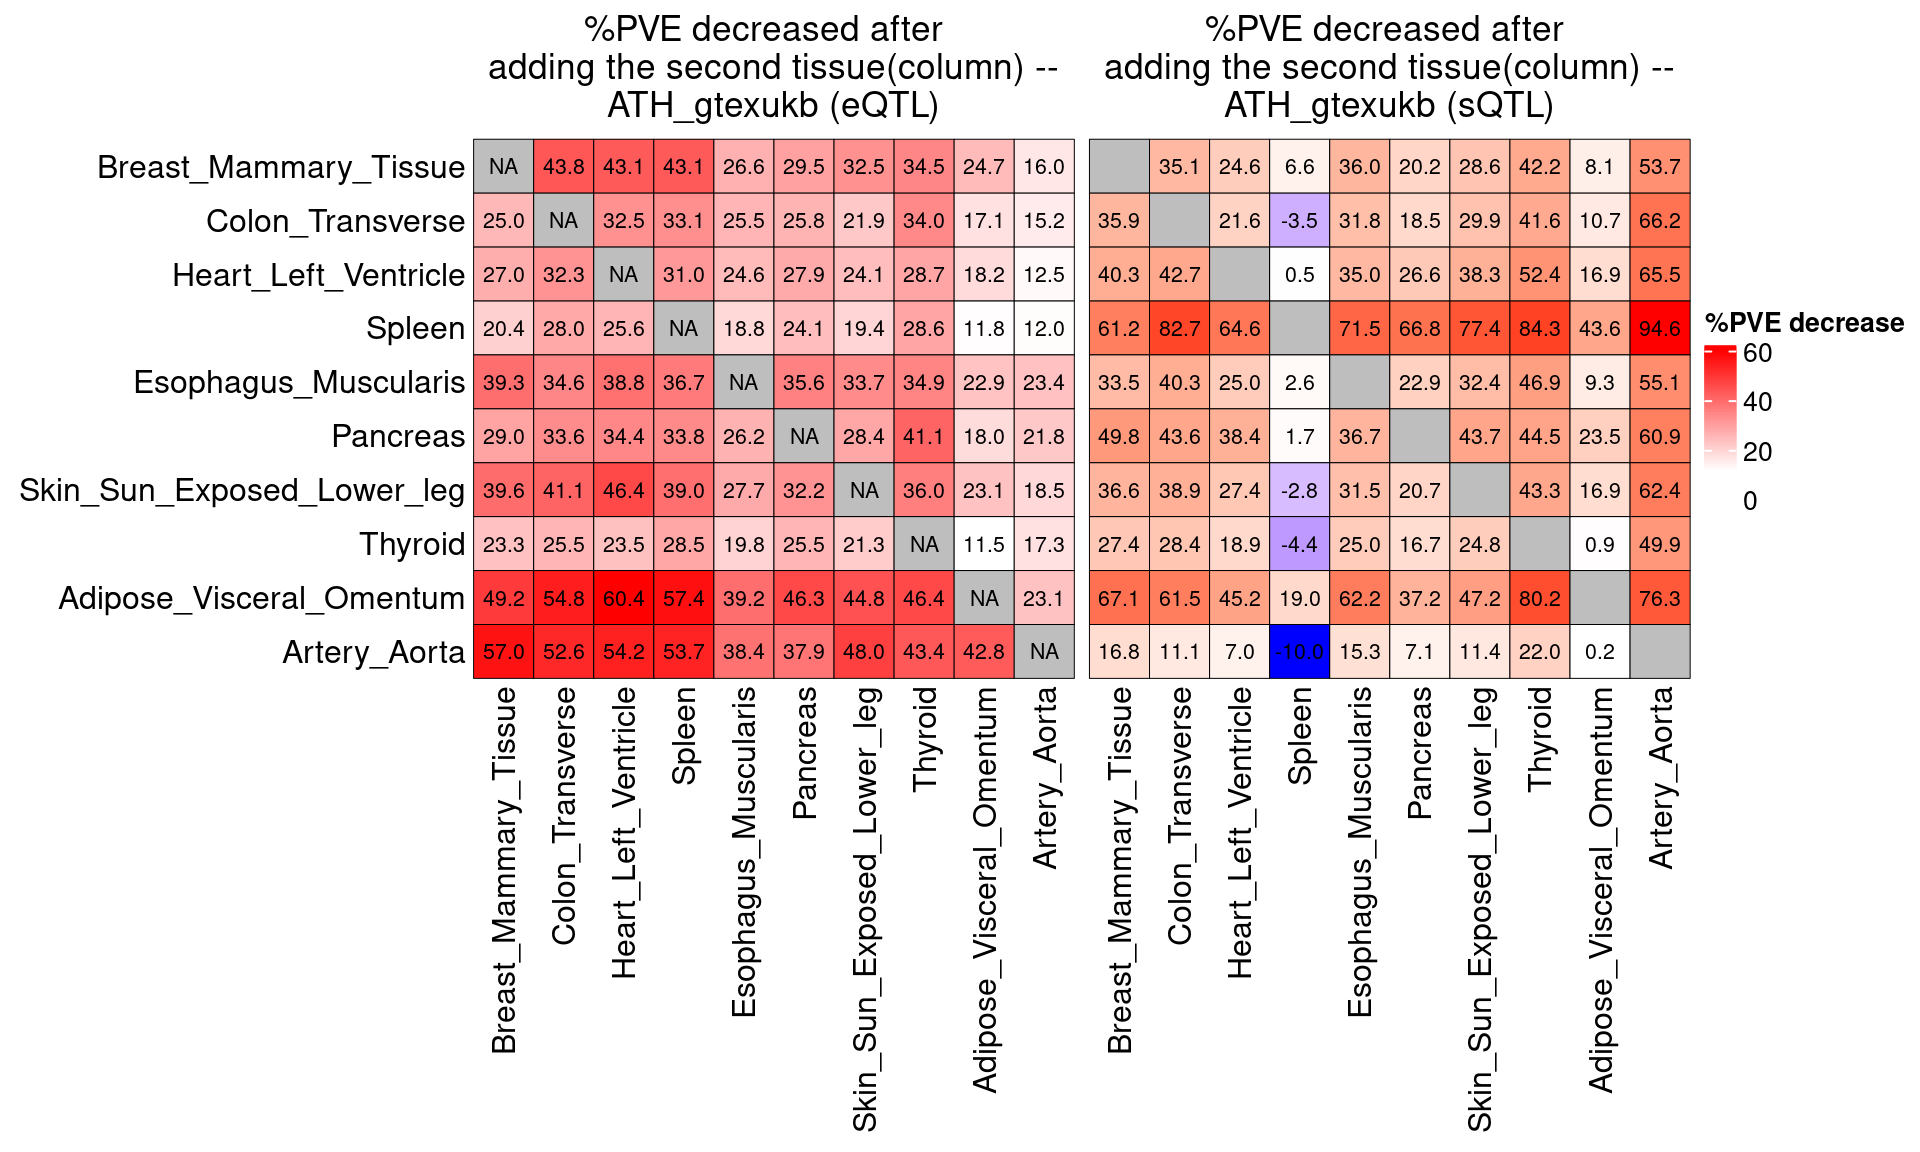 %PVE decreased after
adding the second tissue(column) --
ATH_gtexukb (eQTL)
%PVE decreased after
adding the second tissue(column) --
ATH_gtexukb (sQTL)
Breast_Mammary_Tissue NA 43.8 43.1 43.1 26.6 29.5 32.5 34.5 24.7 16.0 35.1 24.6 6.6 36.0 20.2 28.6 42.2 8.1 53.7
Colon_Transverse 25.0 NA 32.5 33.1 25.5 25.8 21.9 34.0 17.1 15.2 35.9 21.6 -3.5 31.8 18.5 29.9 41.6 10.7 66.2
Heart_Left_Ventricle 27.0 32.3 NA 31.0 24.6 27.9 24.1 28.7 18.2 12.5 40.3 42.7 0.5 35.0 26.6 38.3 52.4 16.9 65.5
Spleen 20.4 28.0 25.6 NA 18.8 24.1 19.4 28.6 11.8 12.0 61.2 82.7 64.6 71.5 66.8 77.4 84.3 43.6 94.6
Esophagus_Muscularis 39.3 34.6 38.8 36.7 NA 35.6 33.7 34.9 22.9 23.4 33.5 40.3 25.0 2.6 22.9 32.4 46.9 9.3 55.1
Pancreas 29.0 33.6 34.4 33.8 26.2 NA 28.4 41.1 18.0 21.8 49.8 43.6 38.4 1.7 36.7 43.7 44.5 23.5 60.9
Skin_Sun_Exposed_Lower_leg 39.6 41.1 46.4 39.0 27.7 32.2 NA 36.0 23.1 18.5 36.6 38.9 27.4 -2.8 31.5 20.7 43.3 16.9 62.4
Thyroid 23.3 25.5 23.5 28.5 19.8 25.5 21.3 NA 11.5 17.3 27.4 28.4 18.9 -4.4 25.0 16.7 24.8 0.9 49.9
Adipose_Visceral_Omentum 49.2 54.8 60.4 57.4 39.2 46.3 44.8 46.4 NA 23.1 67.1 61.5 45.2 19.0 62.2 37.2 47.2 80.2 76.3
Artery_Aorta 57.0 52.6 54.2 53.7 38.4 37.9 48.0 43.4 42.8 NA 16.8 11.1 7.0 -10.0 15.3 7.1 11.4 22.0 0.2
Breast_Mammary_Tissue
Colon_Transverse
Heart_Left_Ventricle
Spleen
Esophagus_Muscularis
Pancreas
Skin_Sun_Exposed_Lower_leg
Thyroid
Adipose_Visceral_Omentum
Artery_Aorta
Breast_Mammary_Tissue
Colon_Transverse
Heart_Left_Ventricle
Spleen
Esophagus_Muscularis
Pancreas
Skin_Sun_Exposed_Lower_leg
Thyroid
Adipose_Visceral_Omentum
Artery_Aorta
%PVE decrease
60
40
20
0